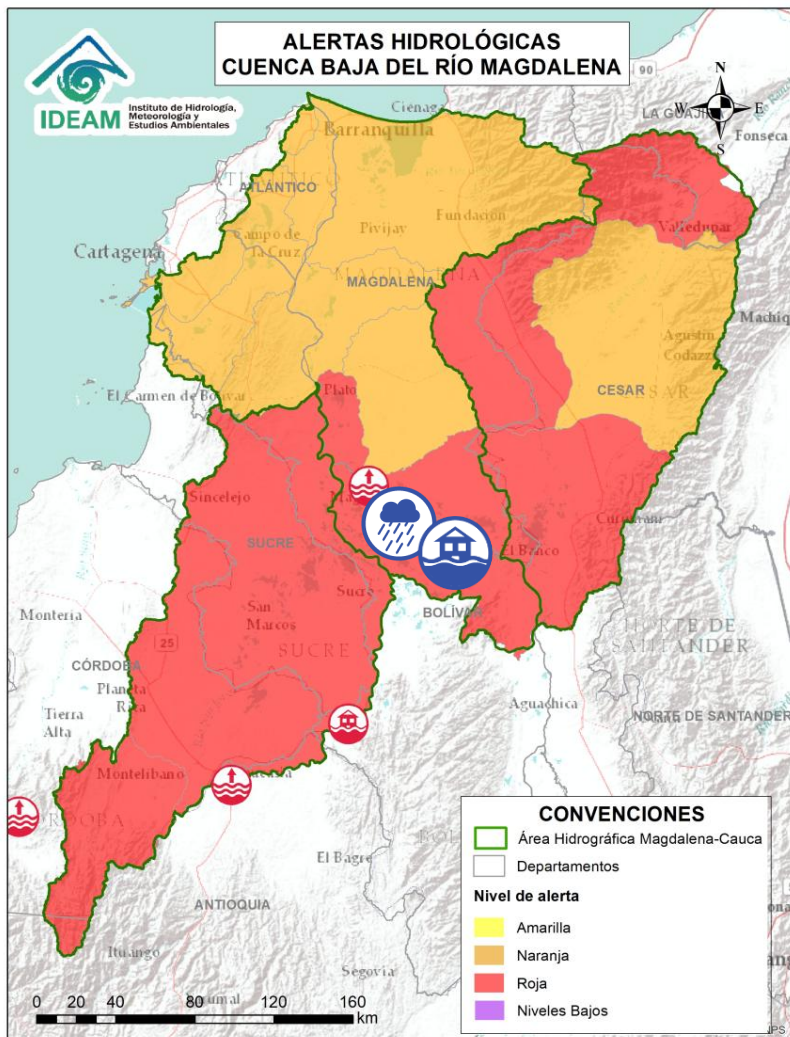 ALERTAS HIDROLÓGICAS
CUENCA BAJA DEL RÍO MAGDALENA
IDEAM
Instituto de Hidrología,
Meteorología y
Estudios Ambientales
N
W
E
S
90
Ciénaga
LA GUAJIRA
Fonseca
Barranquilla
ATLÁNTICO
Fundación
Pivijay
Valledupar
Campo de
la Cruz
Cartagena
MAGDALENA
MAGDALENA
Agustín
Codazzi
CESAR
El Carmen de Bolívar
Plato
Sincelejo
SUCRE
El Banco
Sucre
BOLÍVAR
San
Marcos
SUCRE
Montería
25
CÓRDOBA
Planeta
Rica
Tierra
Alta
NORTE DE
SANTANDER
NORTE DE SANTANDER
Aguachica
Montelíbano
El Bagre
ANTIOQUIA
Ituango
Segovia
CONVENCIONES
Área Hidrográfica Magdalena-Cauca
Departamentos
Nivel de alerta
Amarilla
Naranja
Roja
Niveles Bajos
0 20 40 80 120 160
km